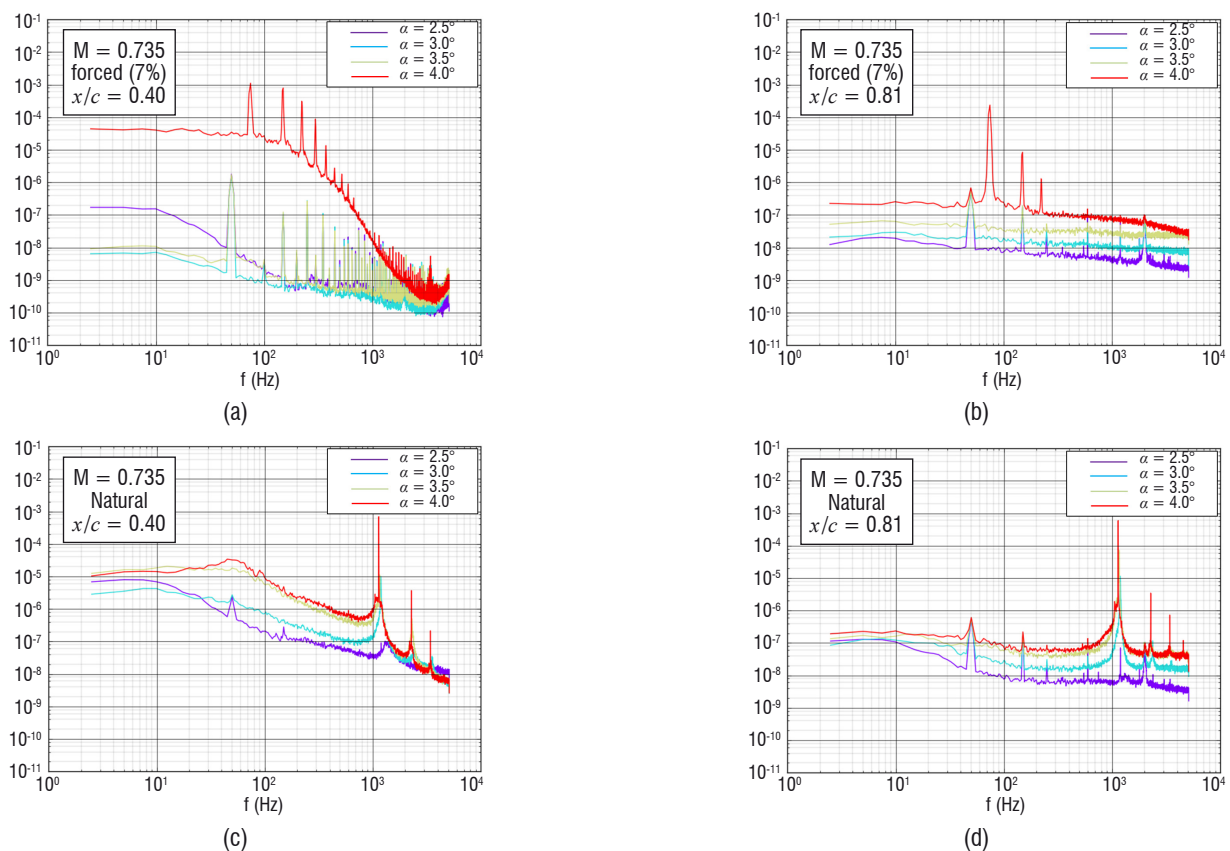 10⁻¹
10⁻²
10⁻³
10⁻⁴
10⁻⁵
10⁻⁶
10⁻⁷
10⁻⁸
10⁻⁹
10⁻¹⁰
10⁻¹¹
M = 0.735
forced (7%)
x/c = 0.40
α = 2.5°
α = 3.0°
α = 3.5°
α = 4.0°
10⁰ 10¹ 10² 10³ 10⁴
f (Hz)
(a)
10⁻¹
10⁻²
10⁻³
10⁻⁴
10⁻⁵
10⁻⁶
10⁻⁷
10⁻⁸
10⁻⁹
10⁻¹⁰
10⁻¹¹
M = 0.735
forced (7%)
x/c = 0.81
α = 2.5°
α = 3.0°
α = 3.5°
α = 4.0°
10⁰ 10¹ 10² 10³ 10⁴
f (Hz)
(b)
10⁻¹
10⁻²
10⁻³
10⁻⁴
10⁻⁵
10⁻⁶
10⁻⁷
10⁻⁸
10⁻⁹
10⁻¹⁰
10⁻¹¹
M = 0.735
Natural
x/c = 0.40
α = 2.5°
α = 3.0°
α = 3.5°
α = 4.0°
10⁰ 10¹ 10² 10³ 10⁴
f (Hz)
(c)
10⁻¹
10⁻²
10⁻³
10⁻⁴
10⁻⁵
10⁻⁶
10⁻⁷
10⁻⁸
10⁻⁹
10⁻¹⁰
10⁻¹¹
M = 0.735
Natural
x/c = 0.81
α = 2.5°
α = 3.0°
α = 3.5°
α = 4.0°
10⁰ 10¹ 10² 10³ 10⁴
f (Hz)
(d)